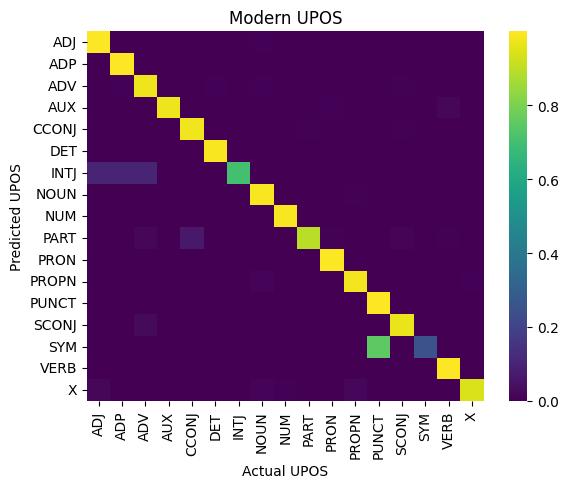 Modern UPOS
ADJ
ADP
ADV
AUX
CCONJ
DET
INTJ
NOUN
NUM
PART
PRON
PROPN
PUNCT
SCONJ
SYM
VERB
X
Predicted UPOS
ADJ
ADP
ADV
AUX
CCONJ
DET
INTJ
NOUN
NUM
PART
PRON
PROPN
PUNCT
SCONJ
SYM
VERB
X
Actual UPOS
0.8
0.6
0.4
0.2
0.0